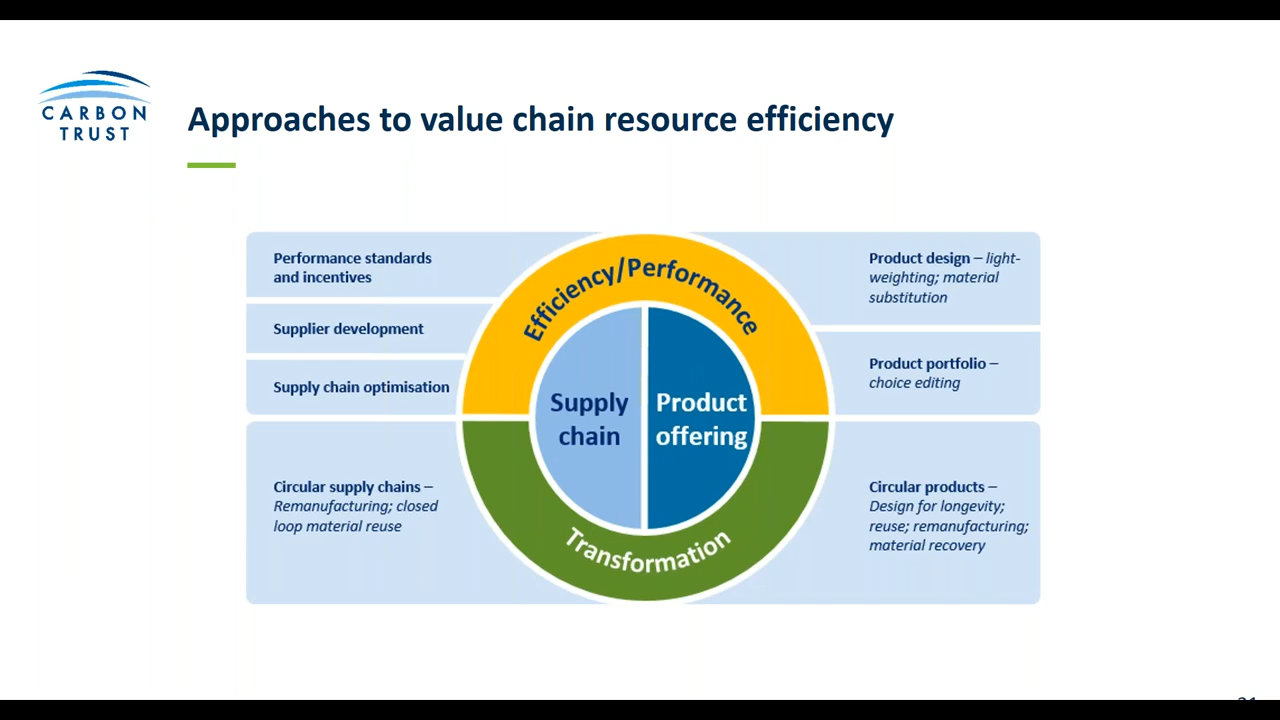 CARBON
TRUST
Approaches to value chain resource efficiency
Performance standards
and incentives
Supplier development
Supply chain optimisation
Circular supply chains –
Remanufacturing; closed
loop material reuse
Efficiency/Performance
Supply
chain
Product
offering
Transformation
Product design – light-
weighting; material
substitution
Product portfolio –
choice editing
Circular products –
Design for longevity;
reuse; remanufacturing;
material recovery